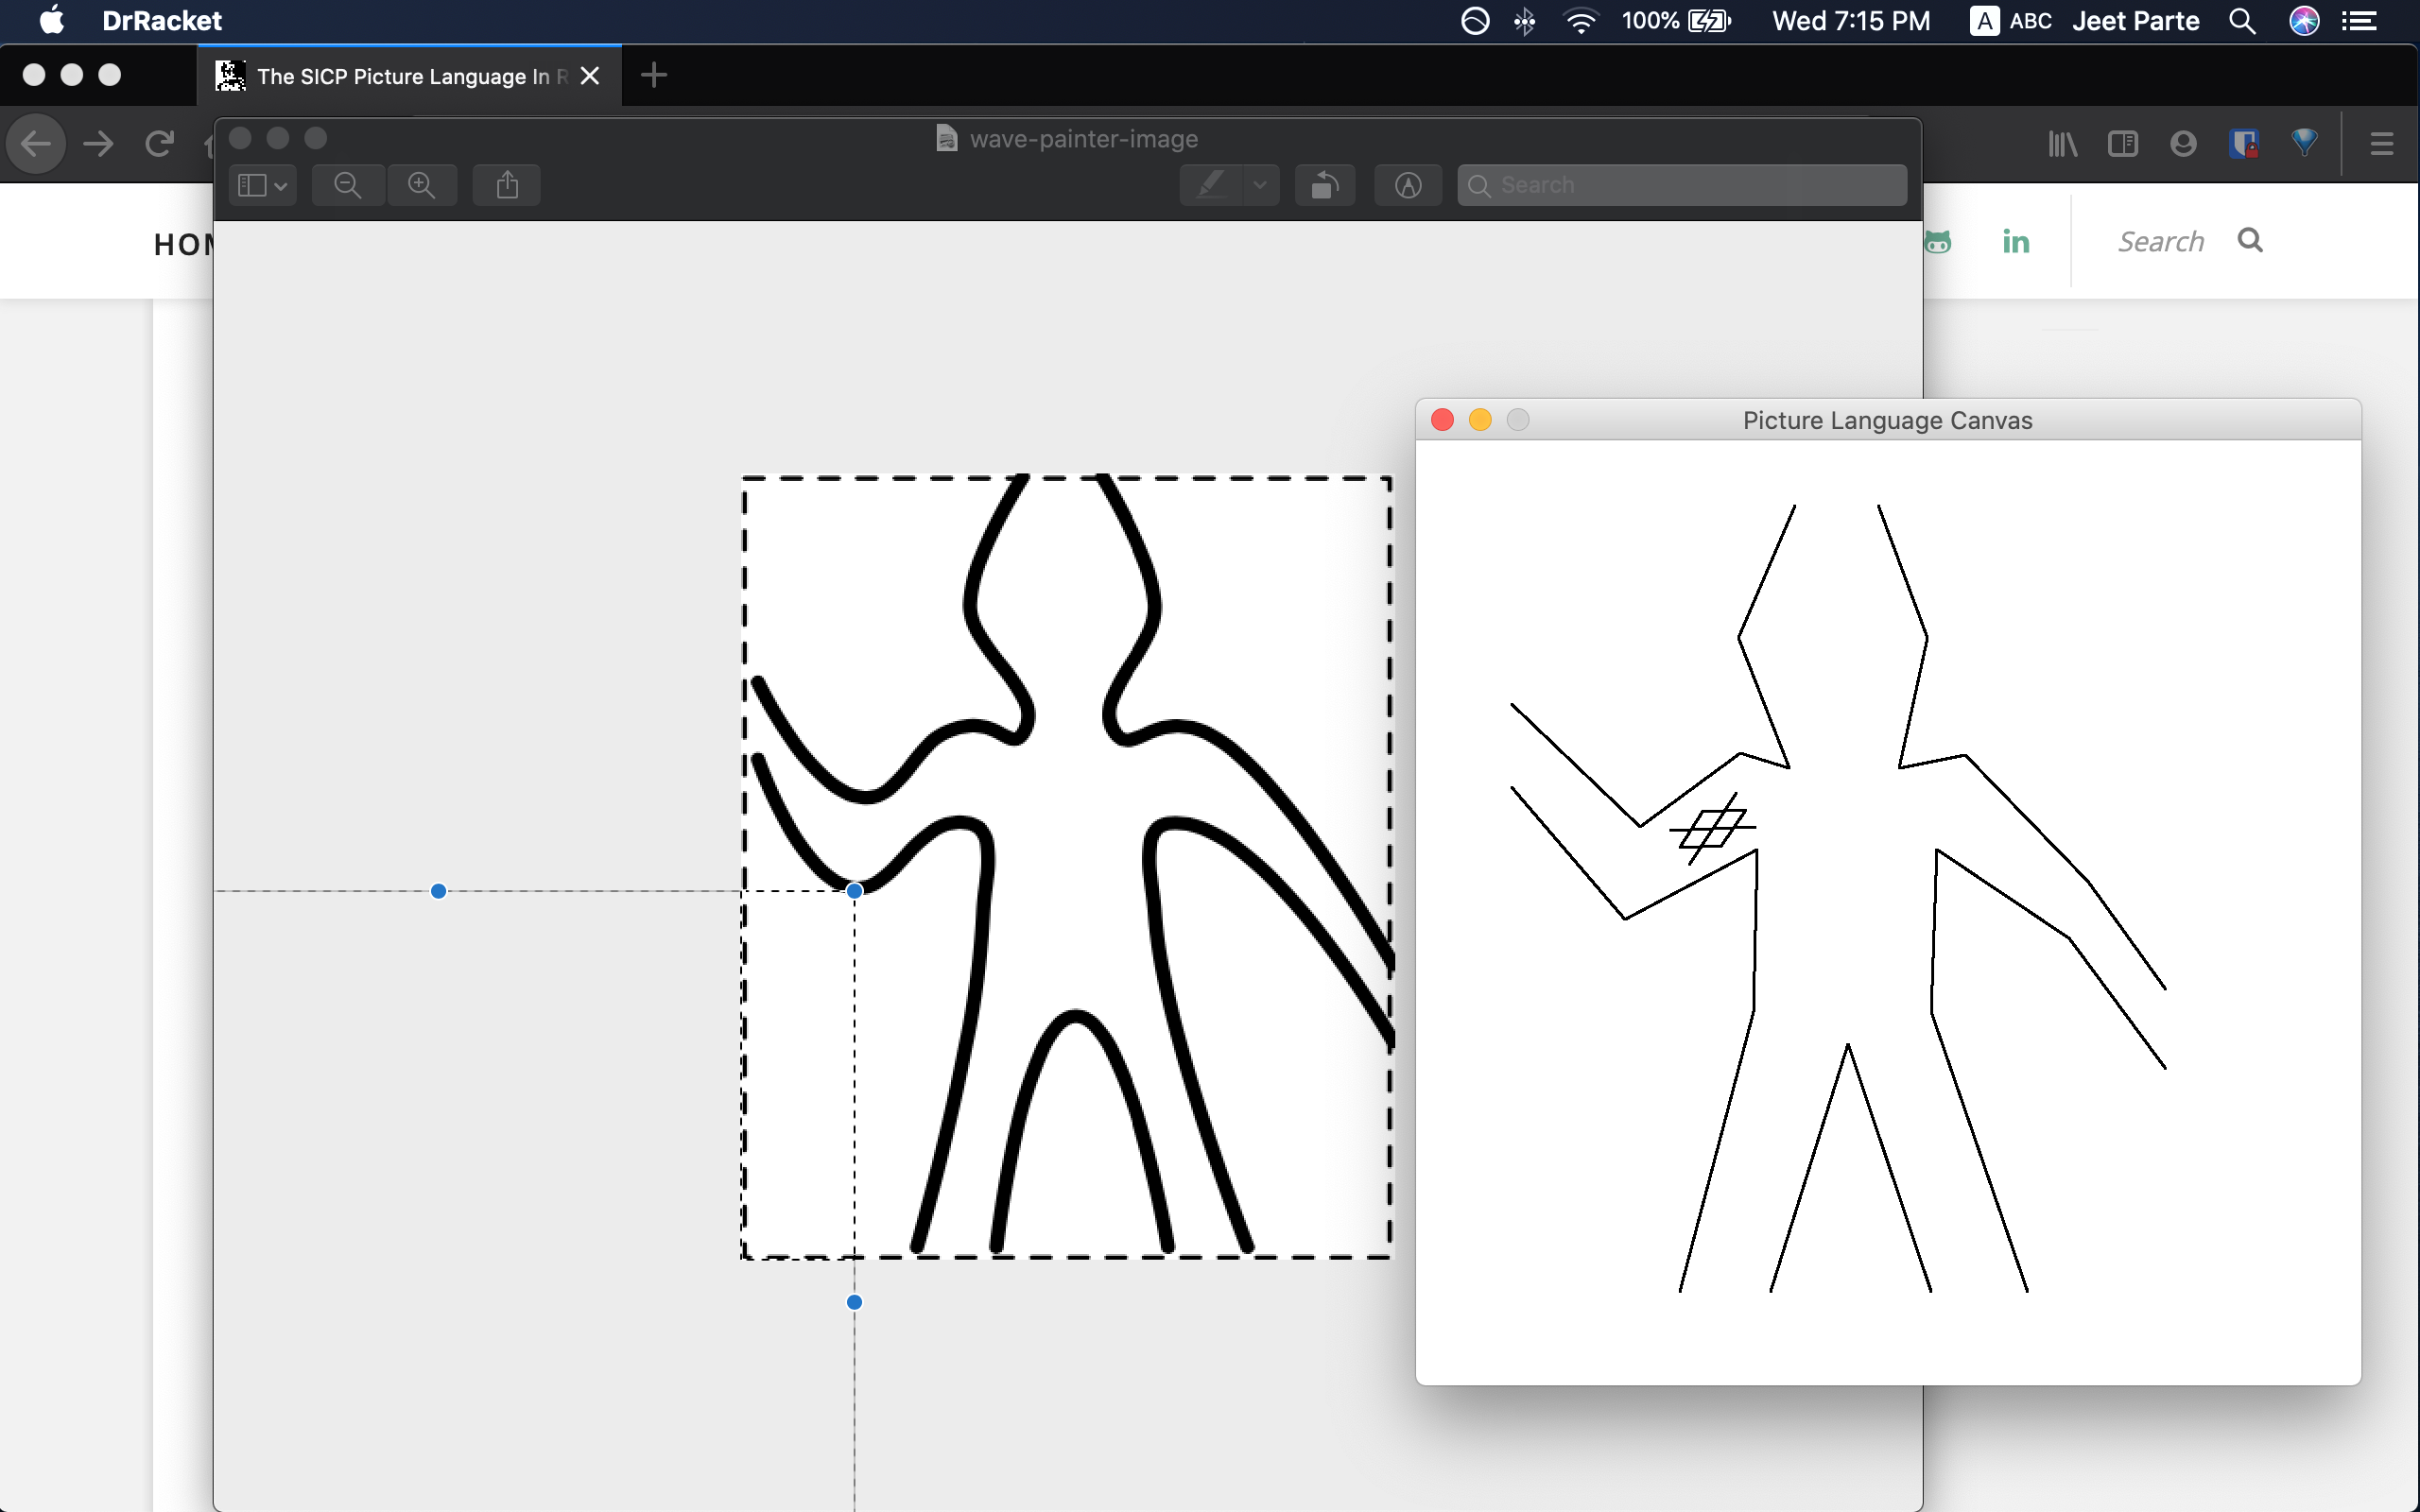 DrRacket
100%
Wed 7:15 PM
A
ABC
Jeet Parte
The SICP Picture Language In R
wave-painter-image
Search
HOM
in
Search
Picture Language Canvas